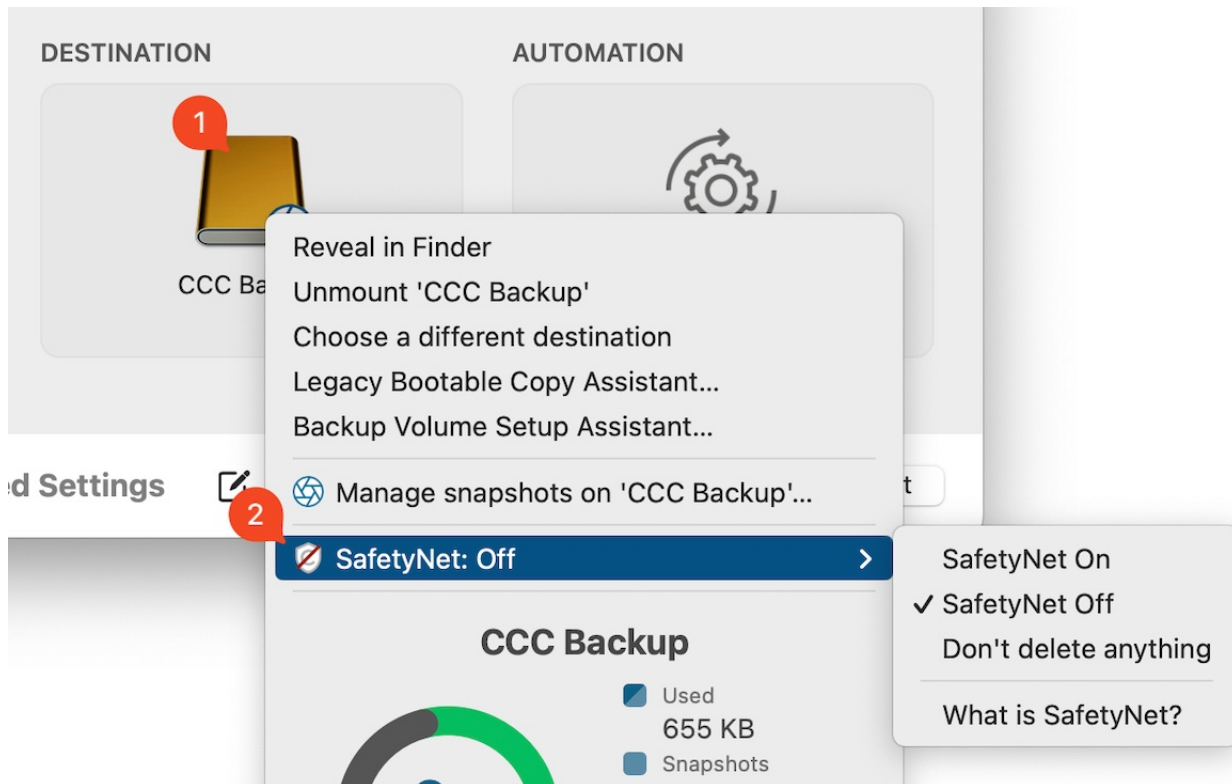 DESTINATION
AUTOMATION
1
CCC Ba
Reveal in Finder
Unmount 'CCC Backup'
Choose a different destination
Legacy Bootable Copy Assistant...
Backup Volume Setup Assistant...
d Settings
Manage snapshots on 'CCC Backup'...
t
2
SafetyNet: Off
SafetyNet On
SafetyNet Off
Don't delete anything
What is SafetyNet?
CCC Backup
Used
655 KB
Snapshots